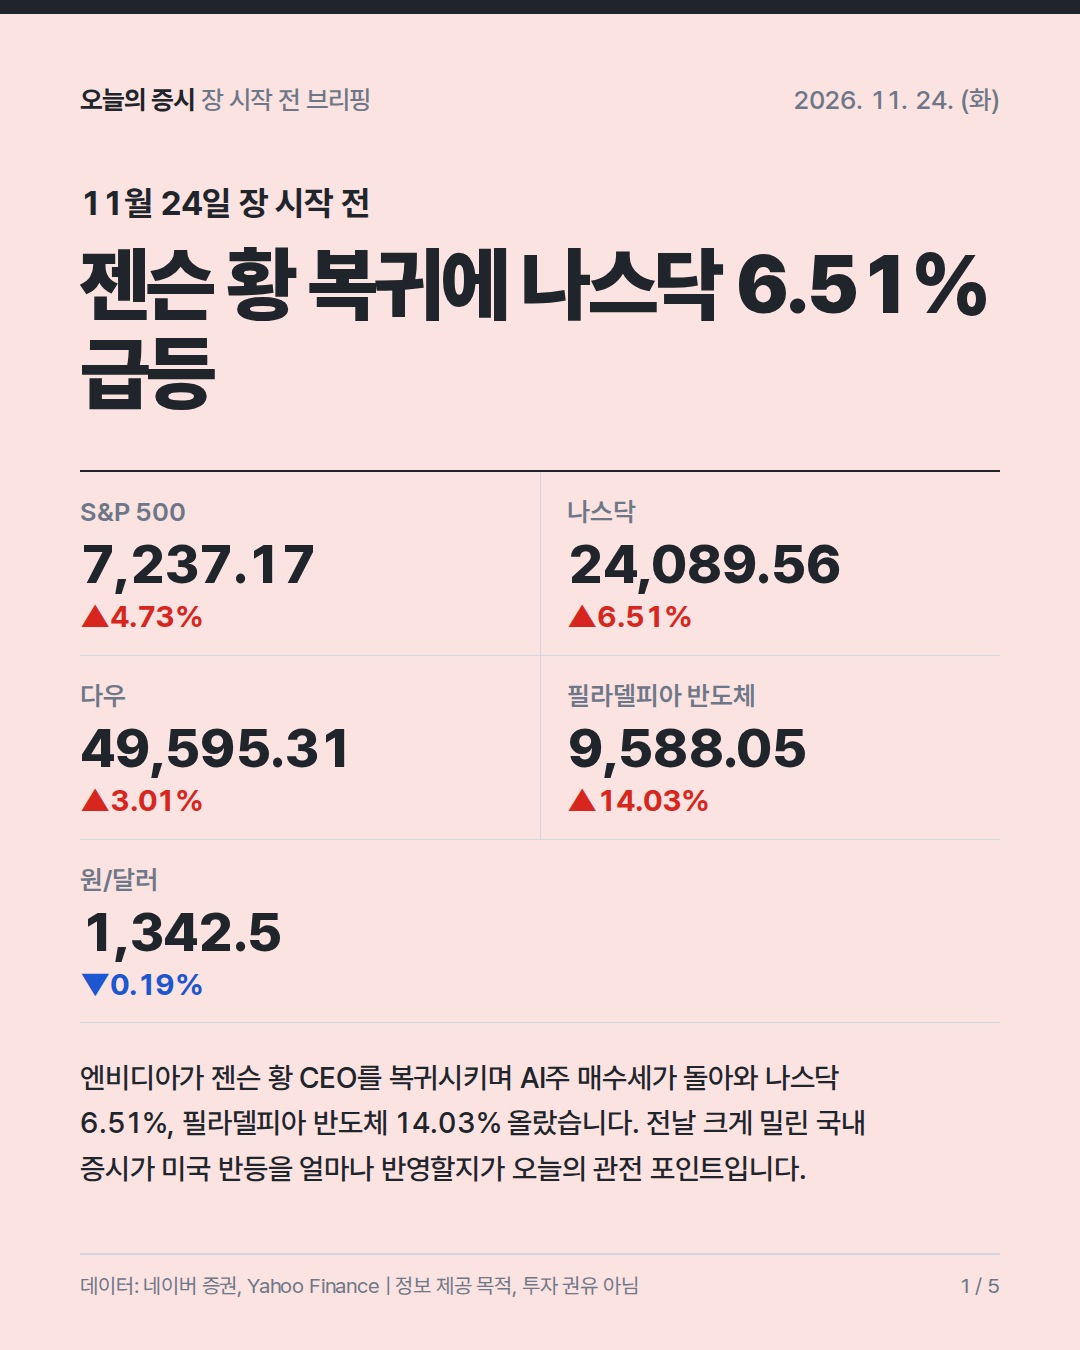 오늘의 증시 장 시작 전 브리핑
2026. 11. 24. (화)
11월 24일 장 시작 전
젠슨 황 복귀에 나스닥 6.51%
급등
S&P 500
7,237.17
▲4.73%
나스닥
24,089.56
▲6.51%
다우
49,595.31
▲3.01%
필라델피아 반도체
9,588.05
▲14.03%
원/달러
1,342.5
▼0.19%
엔비디아가 젠슨 황 CEO를 복귀시키며 AI주 매수세가 돌아와 나스닥
6.51%, 필라델피아 반도체 14.03% 올랐습니다. 전날 크게 밀린 국내
증시가 미국 반등을 얼마나 반영할지가 오늘의 관전 포인트입니다.
데이터: 네이버 증권, Yahoo Finance | 정보 제공 목적, 투자 권유 아님
1 / 5